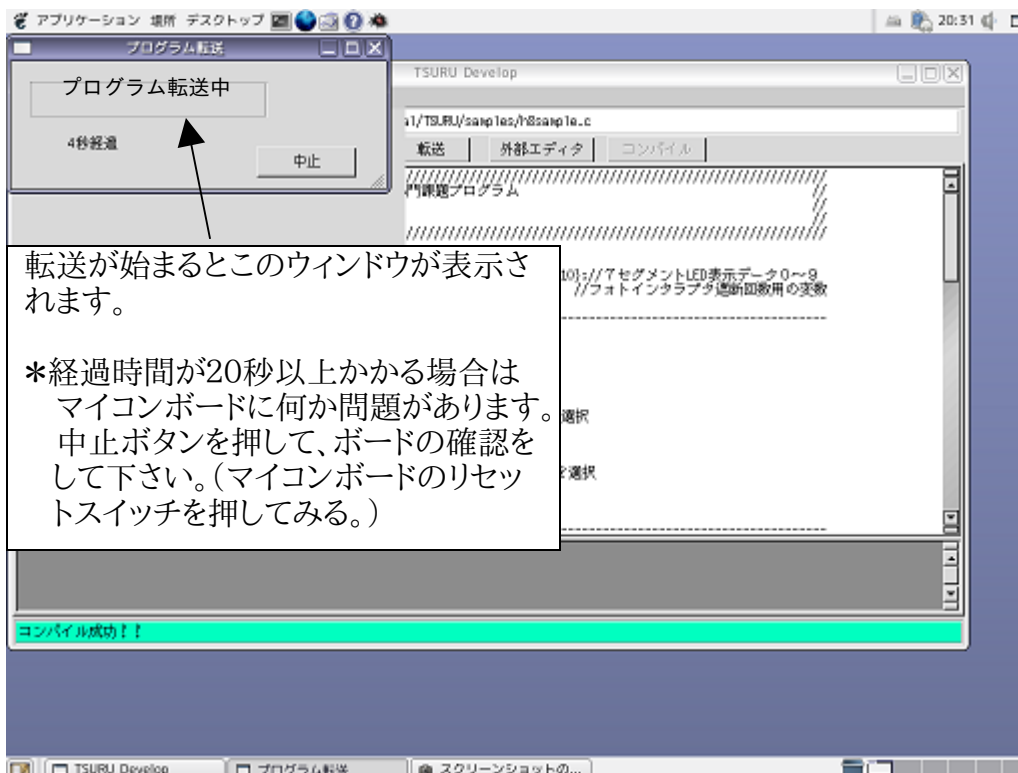 アプリケーション 場所 デスクトップ
20:31
プログラム転送
プログラム転送中
4秒経過
中止
TSURU Develop
a1/TSURU/samples/h8sample.c
転送
外部エディタ
コンパイル
////////////////////////////////////////////////////////////
門課題プログラム //
//
//
////////////////////////////////////////////////////////////
転送が始まるとこのウィンドウが表示さ
れます。
＊経過時間が20秒以上かかる場合は
マイコンボードに何か問題があります。
中止ボタンを押して、ボードの確認を
して下さい。（マイコンボードのリセッ
トスイッチを押してみる。）
10};//7セグメントLED表示データ0～9
//フォトインタラプタ遮断回数用の変数
選択
選択
コンパイル成功！！
TSURU Develop
プログラム転送
スクリーンショットの...